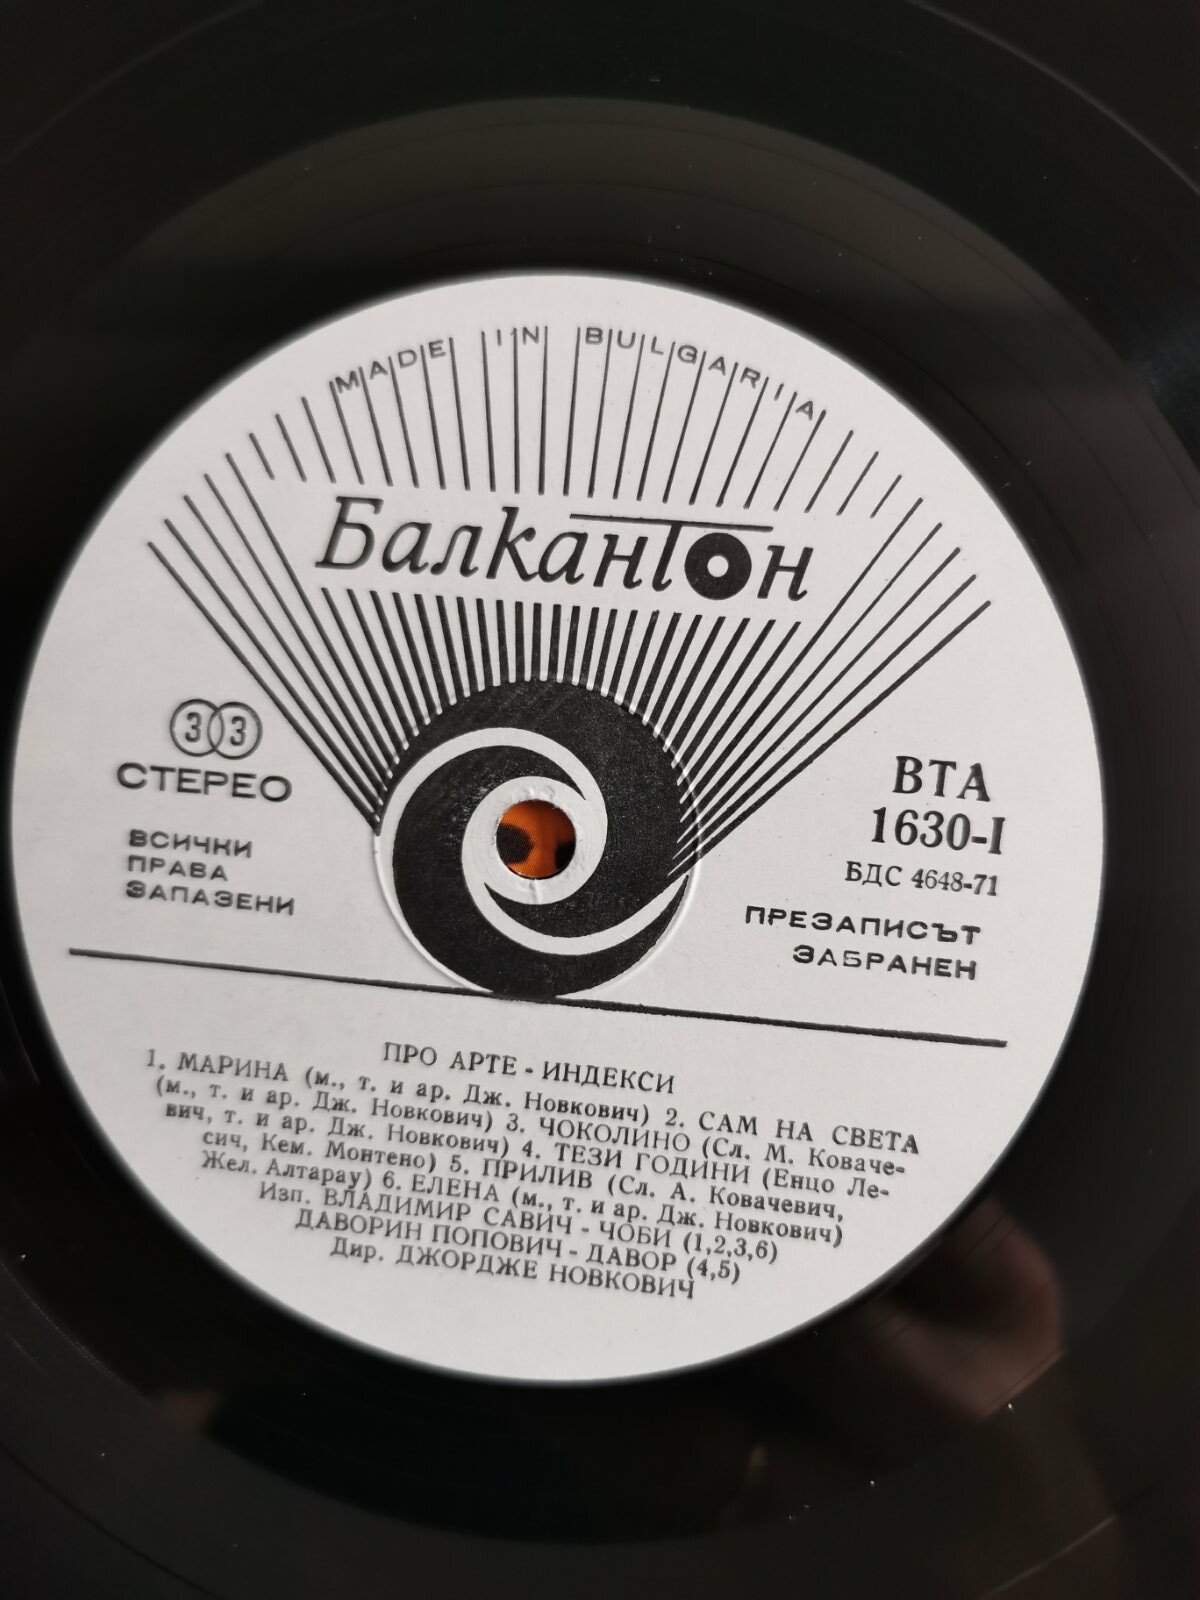 MADE IN BULGARIA
Балкантон
33
СТЕРЕО
ВСИЧКИ
ПРАВА
ЗАПАЗЕНИ
ВТА
1630-I
БДС 4648-71
ПРЕЗАПИСЪТ
ЗАБРАНЕН
ПРО АРТЕ - ИНДЕКСИ
1. МАРИНА (м., т. и ар. Дж. Новкович) 2. САМ НА СВЕТА
(м., т. и ар. Дж. Новкович) 3. ЧОКОЛИНО (Сл. М. Коваче-
вич, т. и ар. Дж. Новкович) 4. ТЕЗИ ГОДИНИ (Енцо Ле-
сич, Кем. Монтено) 5. ПРИЛИВ (Сл. А. Ковачевич,
Жел. Алтарау) 6. ЕЛЕНА (м., т. и ар. Дж. Новкович)
Изп. ВЛАДИМИР САВИЧ - ЧОБИ (1,2,3,6)
ДАВОРИН ПОПОВИЧ - ДАВОР (4,5)
Дир. ДЖОРДЖЕ НОВКОВИЧ